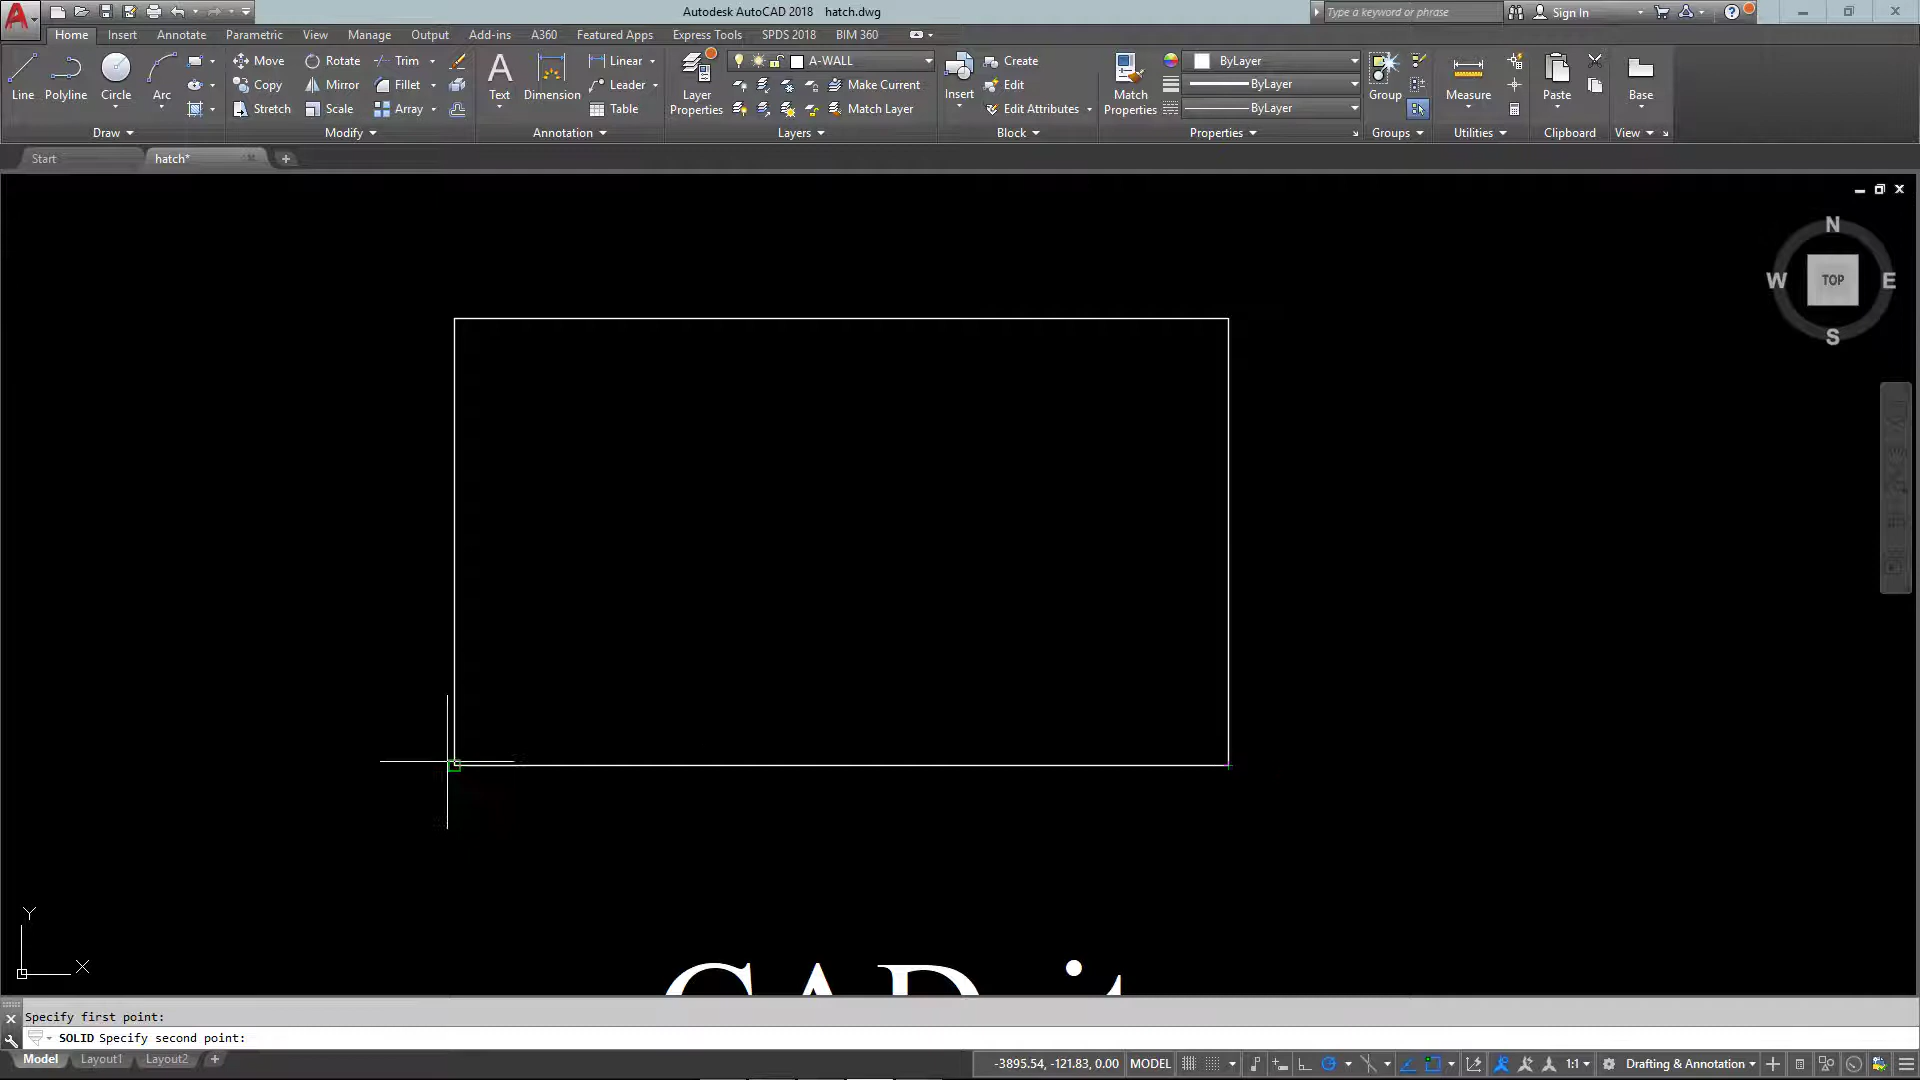 Autodesk AutoCAD 2018 hatch.dwg
Type a keyword or phrase
Sign In
Home Insert Annotate Parametric View Manage Output Add-ins A360 Featured Apps Express Tools SPDS 2018 BIM 360
Line Polyline Circle Arc
Draw
Move Rotate Trim
Copy Mirror Fillet
Stretch Scale Array
Modify
Text Dimension
Linear
Leader
Table
Annotation
Layer Properties
A-WALL
Make Current
Match Layer
Layers
Insert
Create
Edit
Edit Attributes
Block
Match Properties
ByLayer
ByLayer
ByLayer
Properties
Group
Groups
Measure
Utilities
Paste
Clipboard
Base
View
Start hatch*
N
W TOP E
S
Y
X
CAD it
Specify first point:
SOLID Specify second point:
Model Layout1 Layout2
-3895.54, -121.83, 0.00 MODEL 1:1 Drafting & Annotation